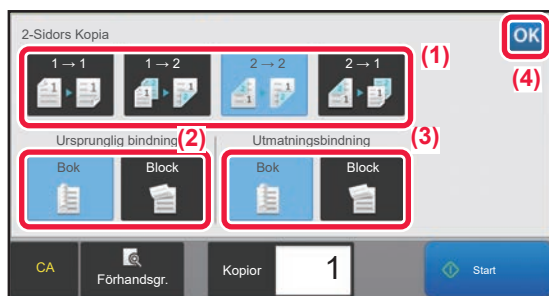 2-Sidors Kopia
OK
1 → 1 1 → 2 2 → 2 2 → 1
(1)
(4)
Ursprunglig bindning (2) Utmatningsbindning (3)
Bok Block Bok Block
CA Förhandsgr. Kopior 1 Start